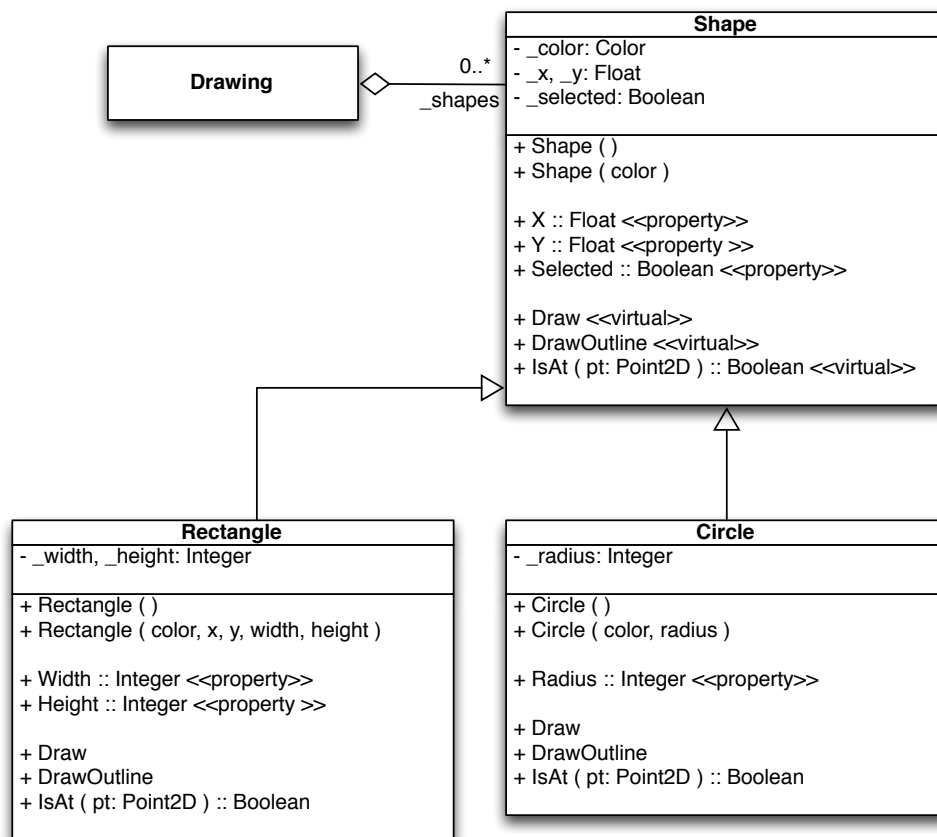 Drawing
0..*
_shapes
Shape
- _color: Color
- _x, _y: Float
- _selected: Boolean
+ Shape ( )
+ Shape ( color )
+ X :: Float <<property>>
+ Y :: Float <<property >>
+ Selected :: Boolean <<property>>
+ Draw <<virtual>>
+ DrawOutline <<virtual>>
+ IsAt ( pt: Point2D ) :: Boolean <<virtual>>
Rectangle
- _width, _height: Integer
+ Rectangle ( )
+ Rectangle ( color, x, y, width, height )
+ Width :: Integer <<property>>
+ Height :: Integer <<property >>
+ Draw
+ DrawOutline
+ IsAt ( pt: Point2D ) :: Boolean
Circle
- _radius: Integer
+ Circle ( )
+ Circle ( color, radius )
+ Radius :: Integer <<property>>
+ Draw
+ DrawOutline
+ IsAt ( pt: Point2D ) :: Boolean